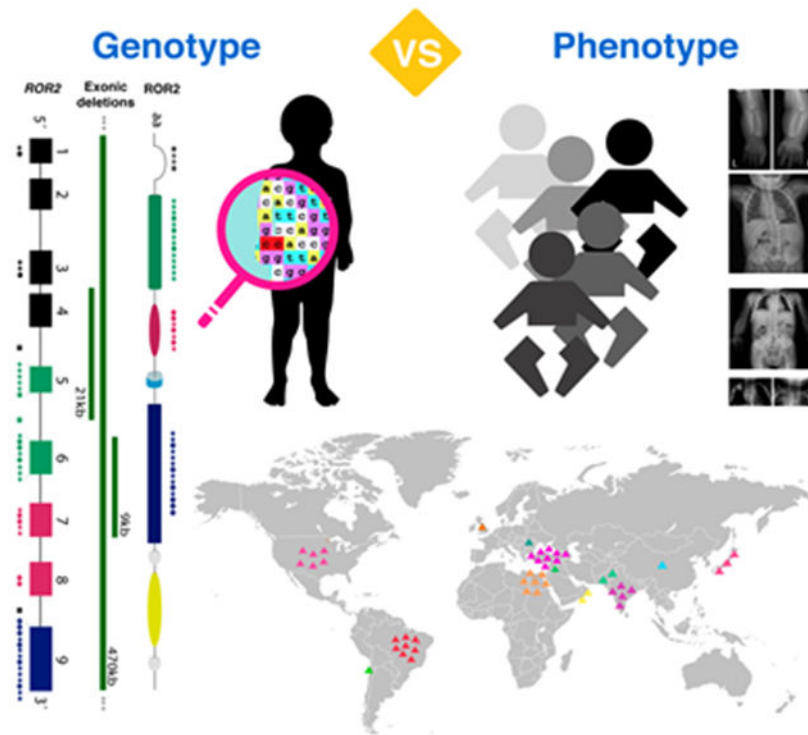 Genotype
VS
Phenotype
ROR2
Exonic
deletions
ROR2
5´
aa
1
2
3
4
5
6
7
8
9
3´
21kb
9kb
470kb
a c g t
c a c g
a t t c
g c c a g
c c a c c
g g t t a
c g a
L